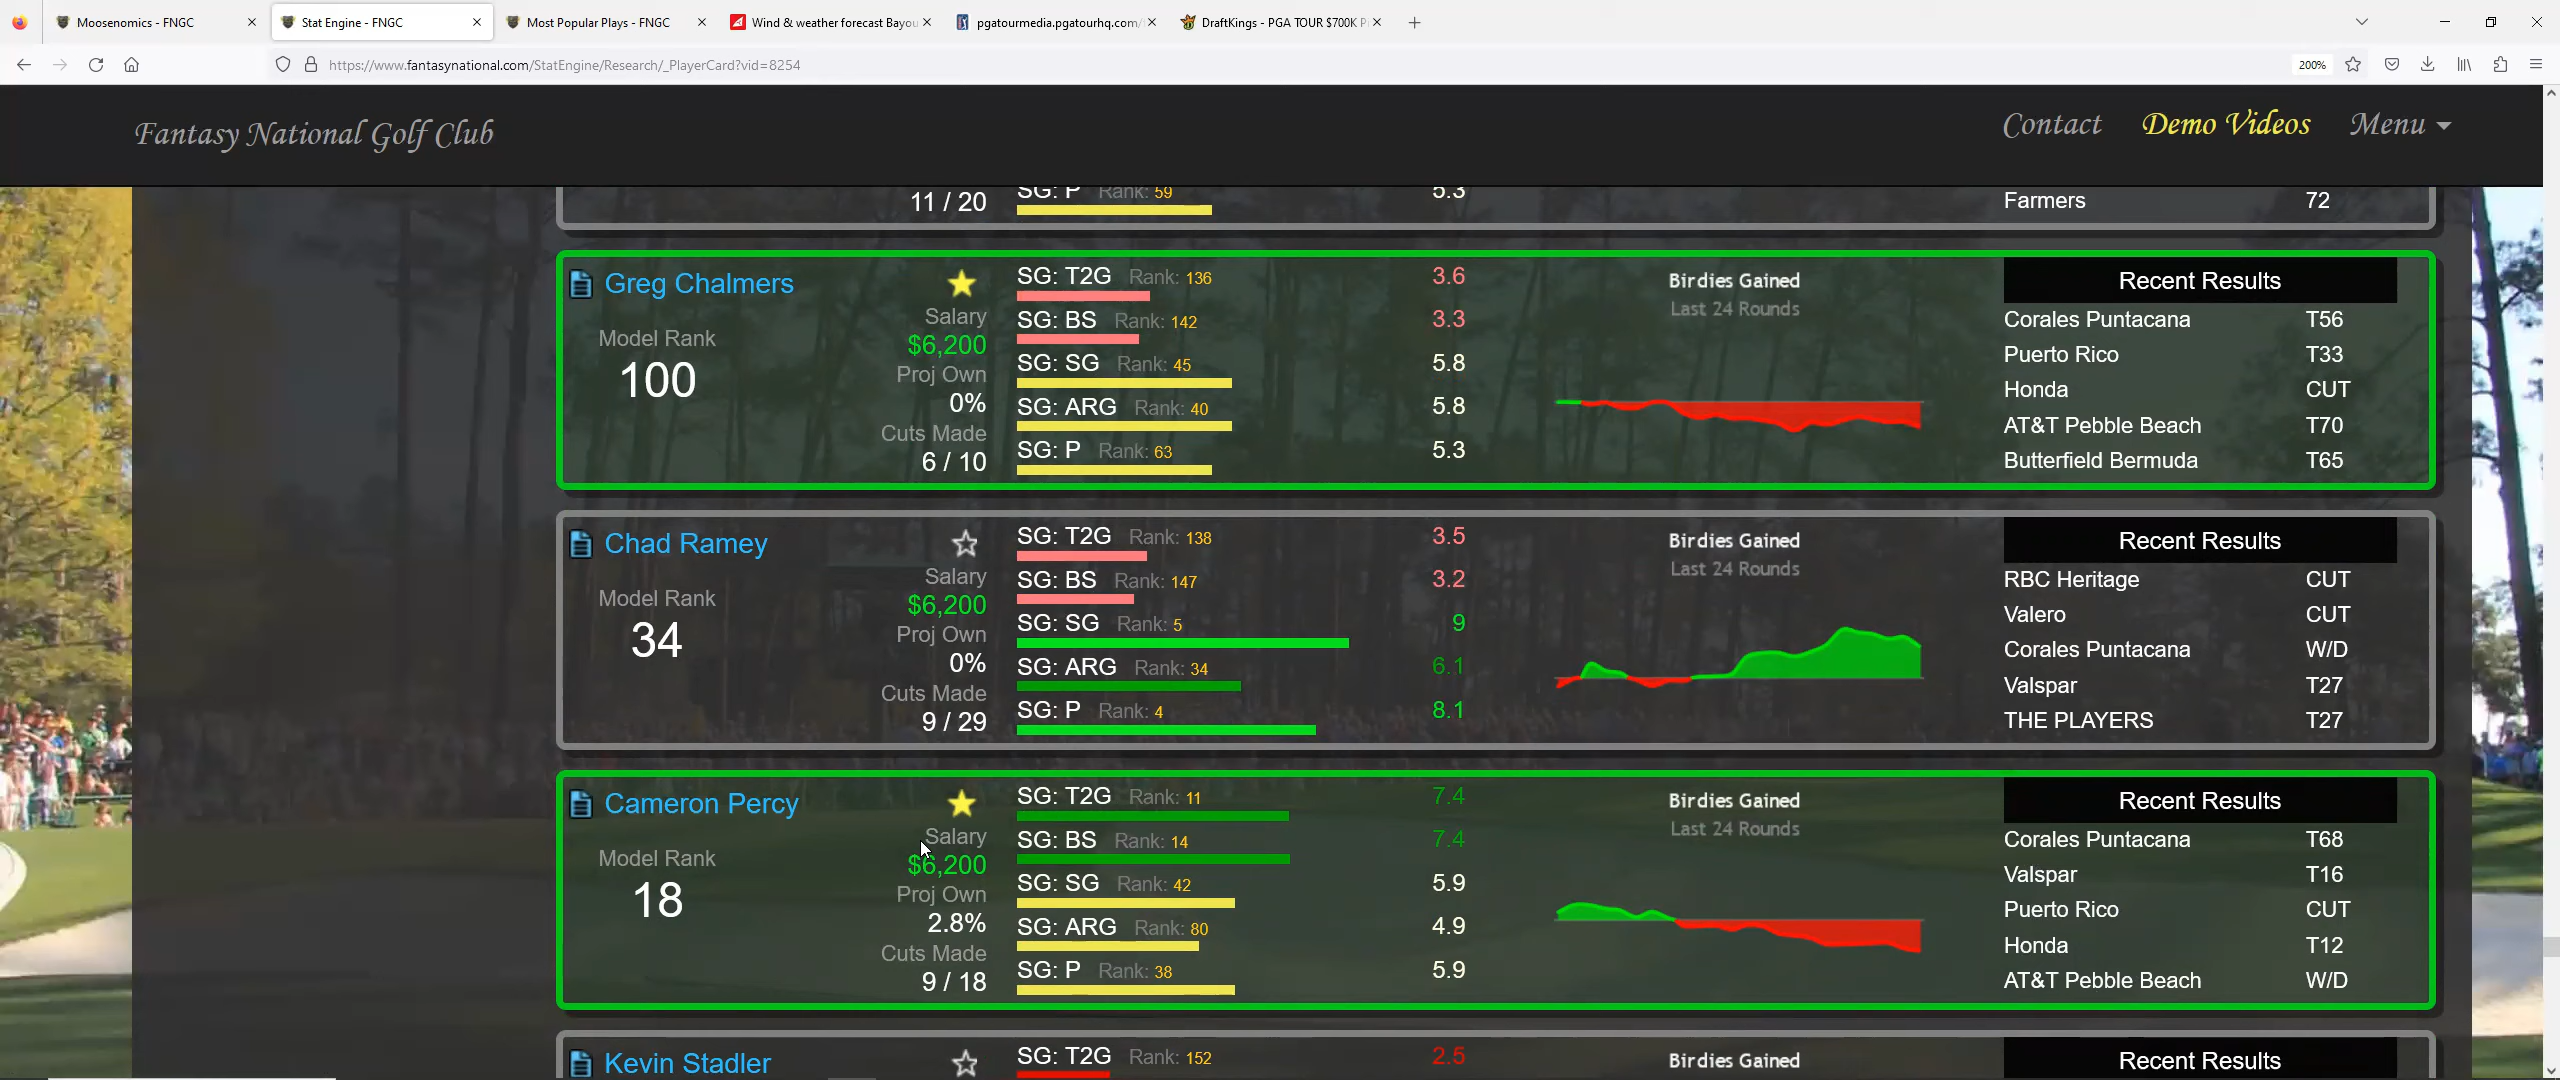 Moosenomics - FNGC
Stat Engine - FNGC
Most Popular Plays - FNGC
Wind & weather forecast Bayou
pgatourmedia.pgatourhq.com/
DraftKings - PGA TOUR $700K P
https://www.fantasynational.com/StatEngine/Research/_PlayerCard?vid=8254
200%
Fantasy National Golf Club
Contact
Demo Videos
Menu
11 / 20
SG: P Rank: 59
5.3
Farmers 72
Greg Chalmers
Model Rank
100
Salary
$6,200
Proj Own
0%
Cuts Made
6 / 10
SG: T2G Rank: 136 3.6
SG: BS Rank: 142 3.3
SG: SG Rank: 45 5.8
SG: ARG Rank: 40 5.8
SG: P Rank: 63 5.3
Birdies Gained
Last 24 Rounds
Recent Results
Corales Puntacana T56
Puerto Rico T33
Honda CUT
AT&T Pebble Beach T70
Butterfield Bermuda T65
Chad Ramey
Model Rank
34
Salary
$6,200
Proj Own
0%
Cuts Made
9 / 29
SG: T2G Rank: 138 3.5
SG: BS Rank: 147 3.2
SG: SG Rank: 5 9
SG: ARG Rank: 34 6.1
SG: P Rank: 4 8.1
Birdies Gained
Last 24 Rounds
Recent Results
RBC Heritage CUT
Valero CUT
Corales Puntacana W/D
Valspar T27
THE PLAYERS T27
Cameron Percy
Model Rank
18
Salary
$6,200
Proj Own
2.8%
Cuts Made
9 / 18
SG: T2G Rank: 11 7.4
SG: BS Rank: 14 7.4
SG: SG Rank: 42 5.9
SG: ARG Rank: 80 4.9
SG: P Rank: 38 5.9
Birdies Gained
Last 24 Rounds
Recent Results
Corales Puntacana T68
Valspar T16
Puerto Rico CUT
Honda T12
AT&T Pebble Beach W/D
Kevin Stadler
SG: T2G Rank: 152 2.5
Birdies Gained
Recent Results